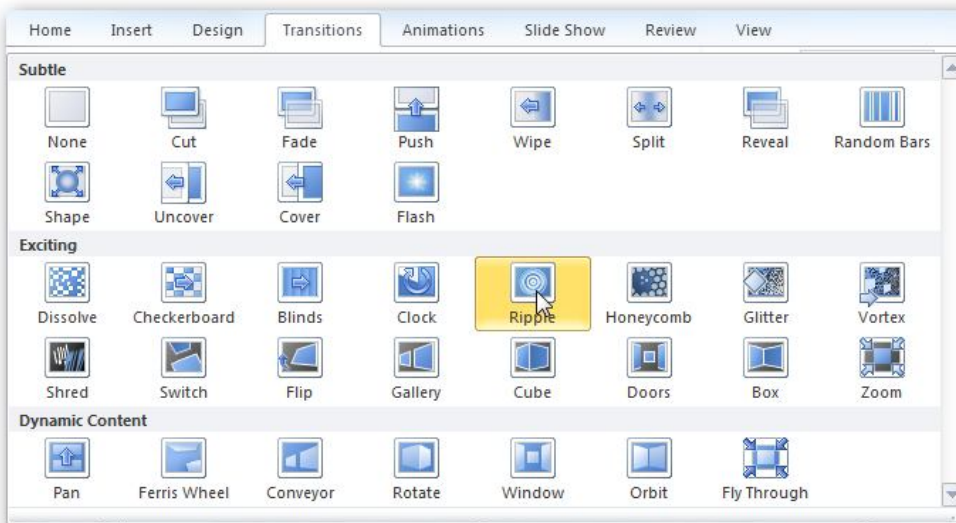 Home Insert Design Transitions Animations Slide Show Review View
Subtle
None Cut Fade Push Wipe Split Reveal Random Bars
Shape Uncover Cover Flash
Exciting
Dissolve Checkerboard Blinds Clock Ripple Honeycomb Glitter Vortex
Shred Switch Flip Gallery Cube Doors Box Zoom
Dynamic Content
Pan Ferris Wheel Conveyor Rotate Window Orbit Fly Through